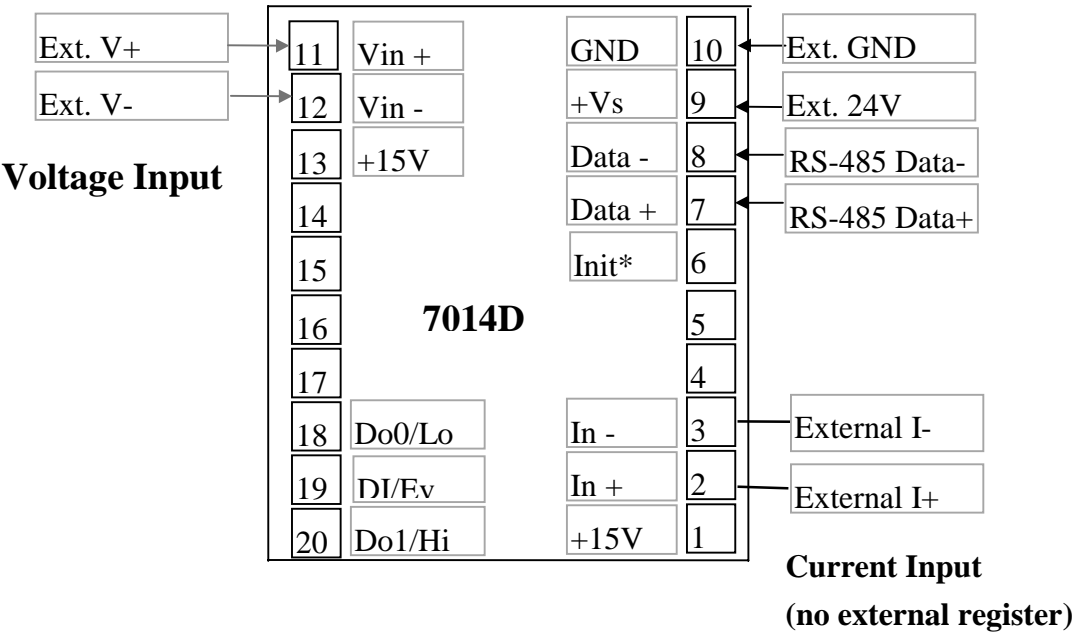 Ext. V+ 11 Vin + GND 10 Ext. GND
Ext. V- 12 Vin - +Vs 9 Ext. 24V
13 +15V Data - 8 RS-485 Data-
Voltage Input
14 Data + 7 RS-485 Data+
15 Init* 6
16 7014D 5
17 4
18 Do0/Lo In - 3 External I-
19 DI/Ev In + 2 External I+
20 Do1/Hi +15V 1
Current Input
(no external register)